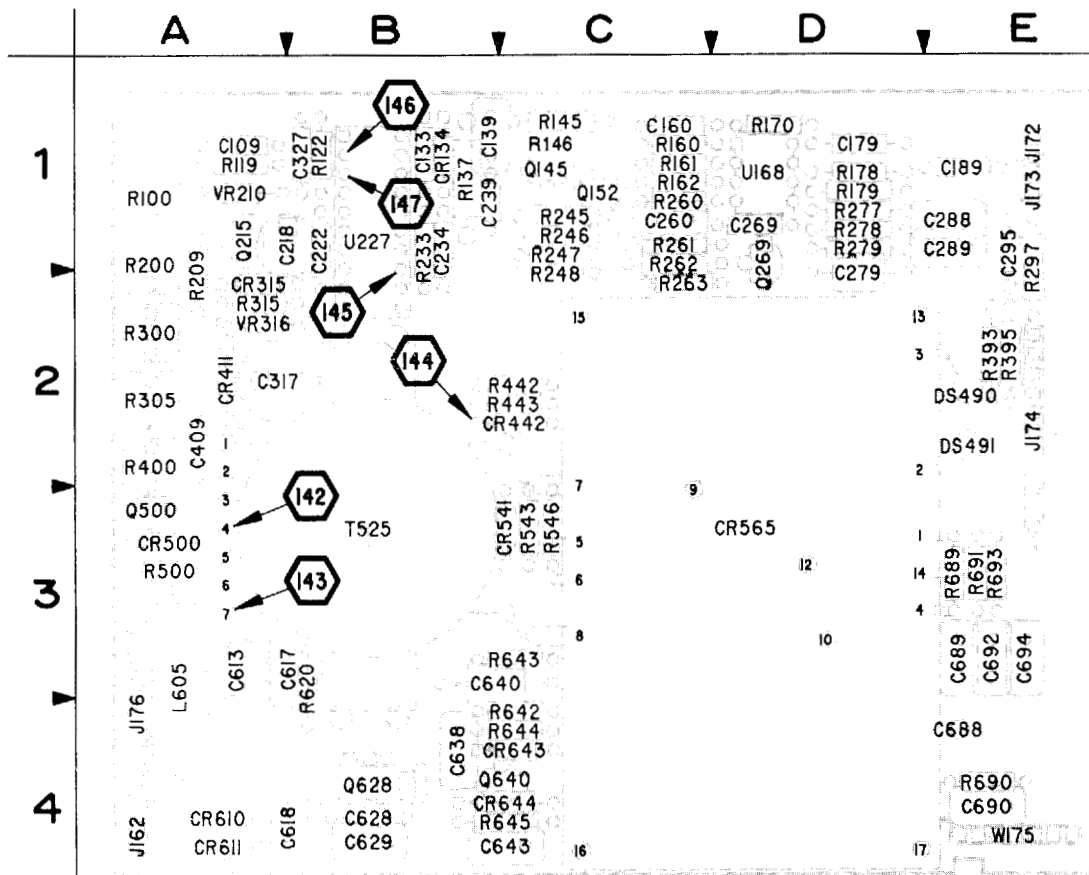 A B C D E
1
146
C109
R119
C327
R122
C133
CR134
R137
C139
R145
R146
Q145
C160
R160
R161
R162
R170
U168
C179
R178
R179
C189
J172
J173
R100
VR210
147
C239
Q152
R260
C260
R277
R278
C288
Q215
C218
C222
U227
R233
C234
R245
R246
R247
R248
R261
R262
R263
C269
Q269
R279
C279
C289
C295
R297
R200
R209
CR315
R315
VR316
145
15
13
2
R300
CR411
C317
144
R442
R443
CR442
3
R393
R395
DS490
R305
C409
1
DS491
J174
R400
2
2
3
Q500
3
142
7
9
4
T525
CR541
R543
R546
5
CR565
1
CR500
5
12
R500
6
143
6
14
R689
R691
R693
7
4
8
10
L605
C613
C617
R620
R643
C640
C689
C692
C694
4
J176
R642
R644
CR643
C638
C688
Q628
Q640
R690
CR644
C690
J162
CR610
C618
C628
R645
W175
CR611
C629
C643
16
17